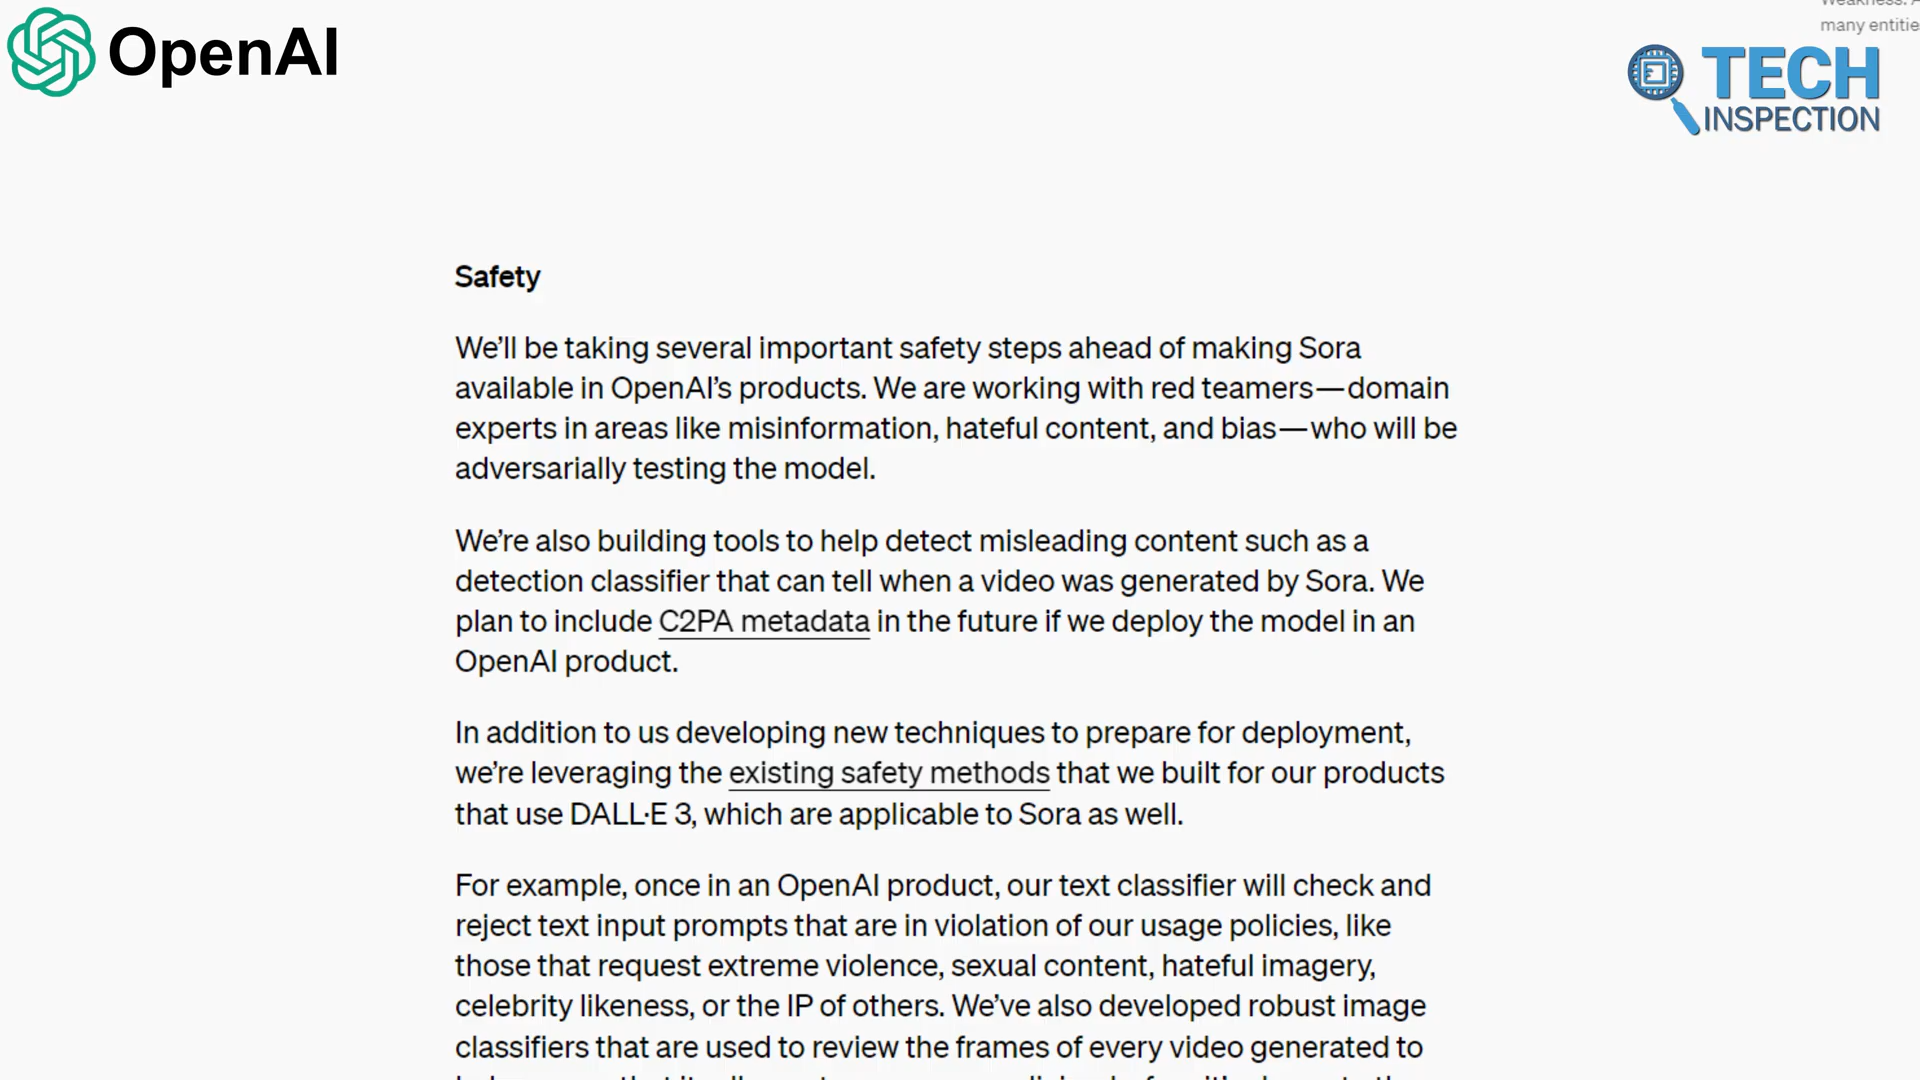 OpenAI
many entitie
TECH
INSPECTION
Safety
We’ll be taking several important safety steps ahead of making Sora
available in OpenAI’s products. We are working with red teamers—domain
experts in areas like misinformation, hateful content, and bias—who will be
adversarially testing the model.
We’re also building tools to help detect misleading content such as a
detection classifier that can tell when a video was generated by Sora. We
plan to include C2PA metadata in the future if we deploy the model in an
OpenAI product.
In addition to us developing new techniques to prepare for deployment,
we’re leveraging the existing safety methods that we built for our products
that use DALL·E 3, which are applicable to Sora as well.
For example, once in an OpenAI product, our text classifier will check and
reject text input prompts that are in violation of our usage policies, like
those that request extreme violence, sexual content, hateful imagery,
celebrity likeness, or the IP of others. We’ve also developed robust image
classifiers that are used to review the frames of every video generated to